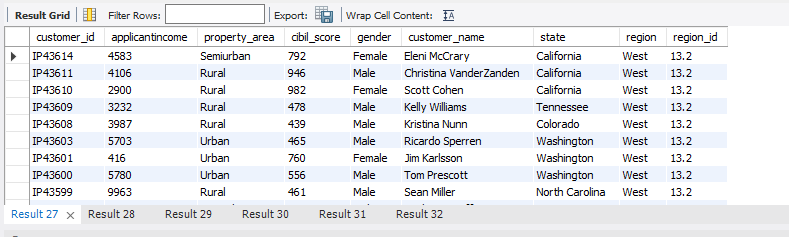 Result Grid Filter Rows: Export: Wrap Cell Content:
customer_id applicantincome property_area cibil_score gender customer_name state region region_id
IP43614 4583 Semiurban 792 Female Eleni McCrary California West 13.2
IP43611 4106 Rural 946 Male Christina VanderZanden California West 13.2
IP43610 2900 Rural 982 Female Scott Cohen California West 13.2
IP43609 3232 Rural 478 Male Kelly Williams Tennessee West 13.2
IP43608 3987 Rural 439 Male Kristina Nunn Colorado West 13.2
IP43603 5703 Urban 465 Male Ricardo Sperren Washington West 13.2
IP43601 416 Urban 760 Female Jim Karlsson Washington West 13.2
IP43600 5780 Urban 556 Male Tom Prescott Washington West 13.2
IP43599 9963 Rural 461 Male Sean Miller North Carolina West 13.2
Result 27 Result 28 Result 29 Result 30 Result 31 Result 32